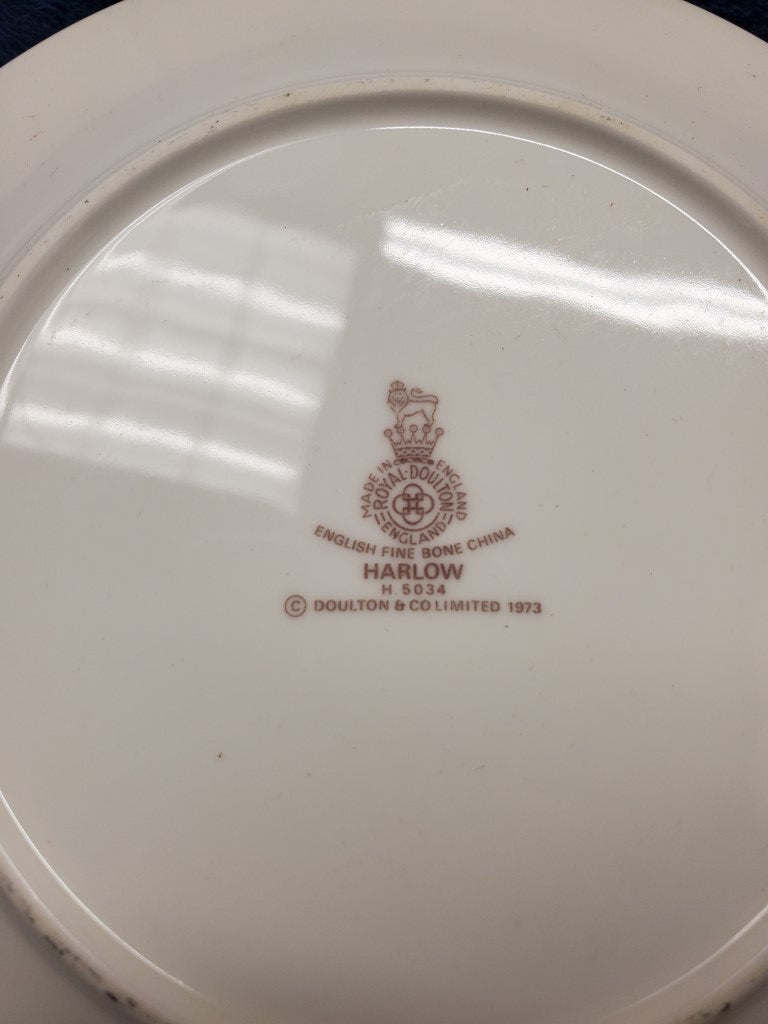 MADE IN ENGLAND
ROYAL·DOULTON
ENGLAND
ENGLISH FINE BONE CHINA
HARLOW
H. 5034
© DOULTON & CO LIMITED 1973